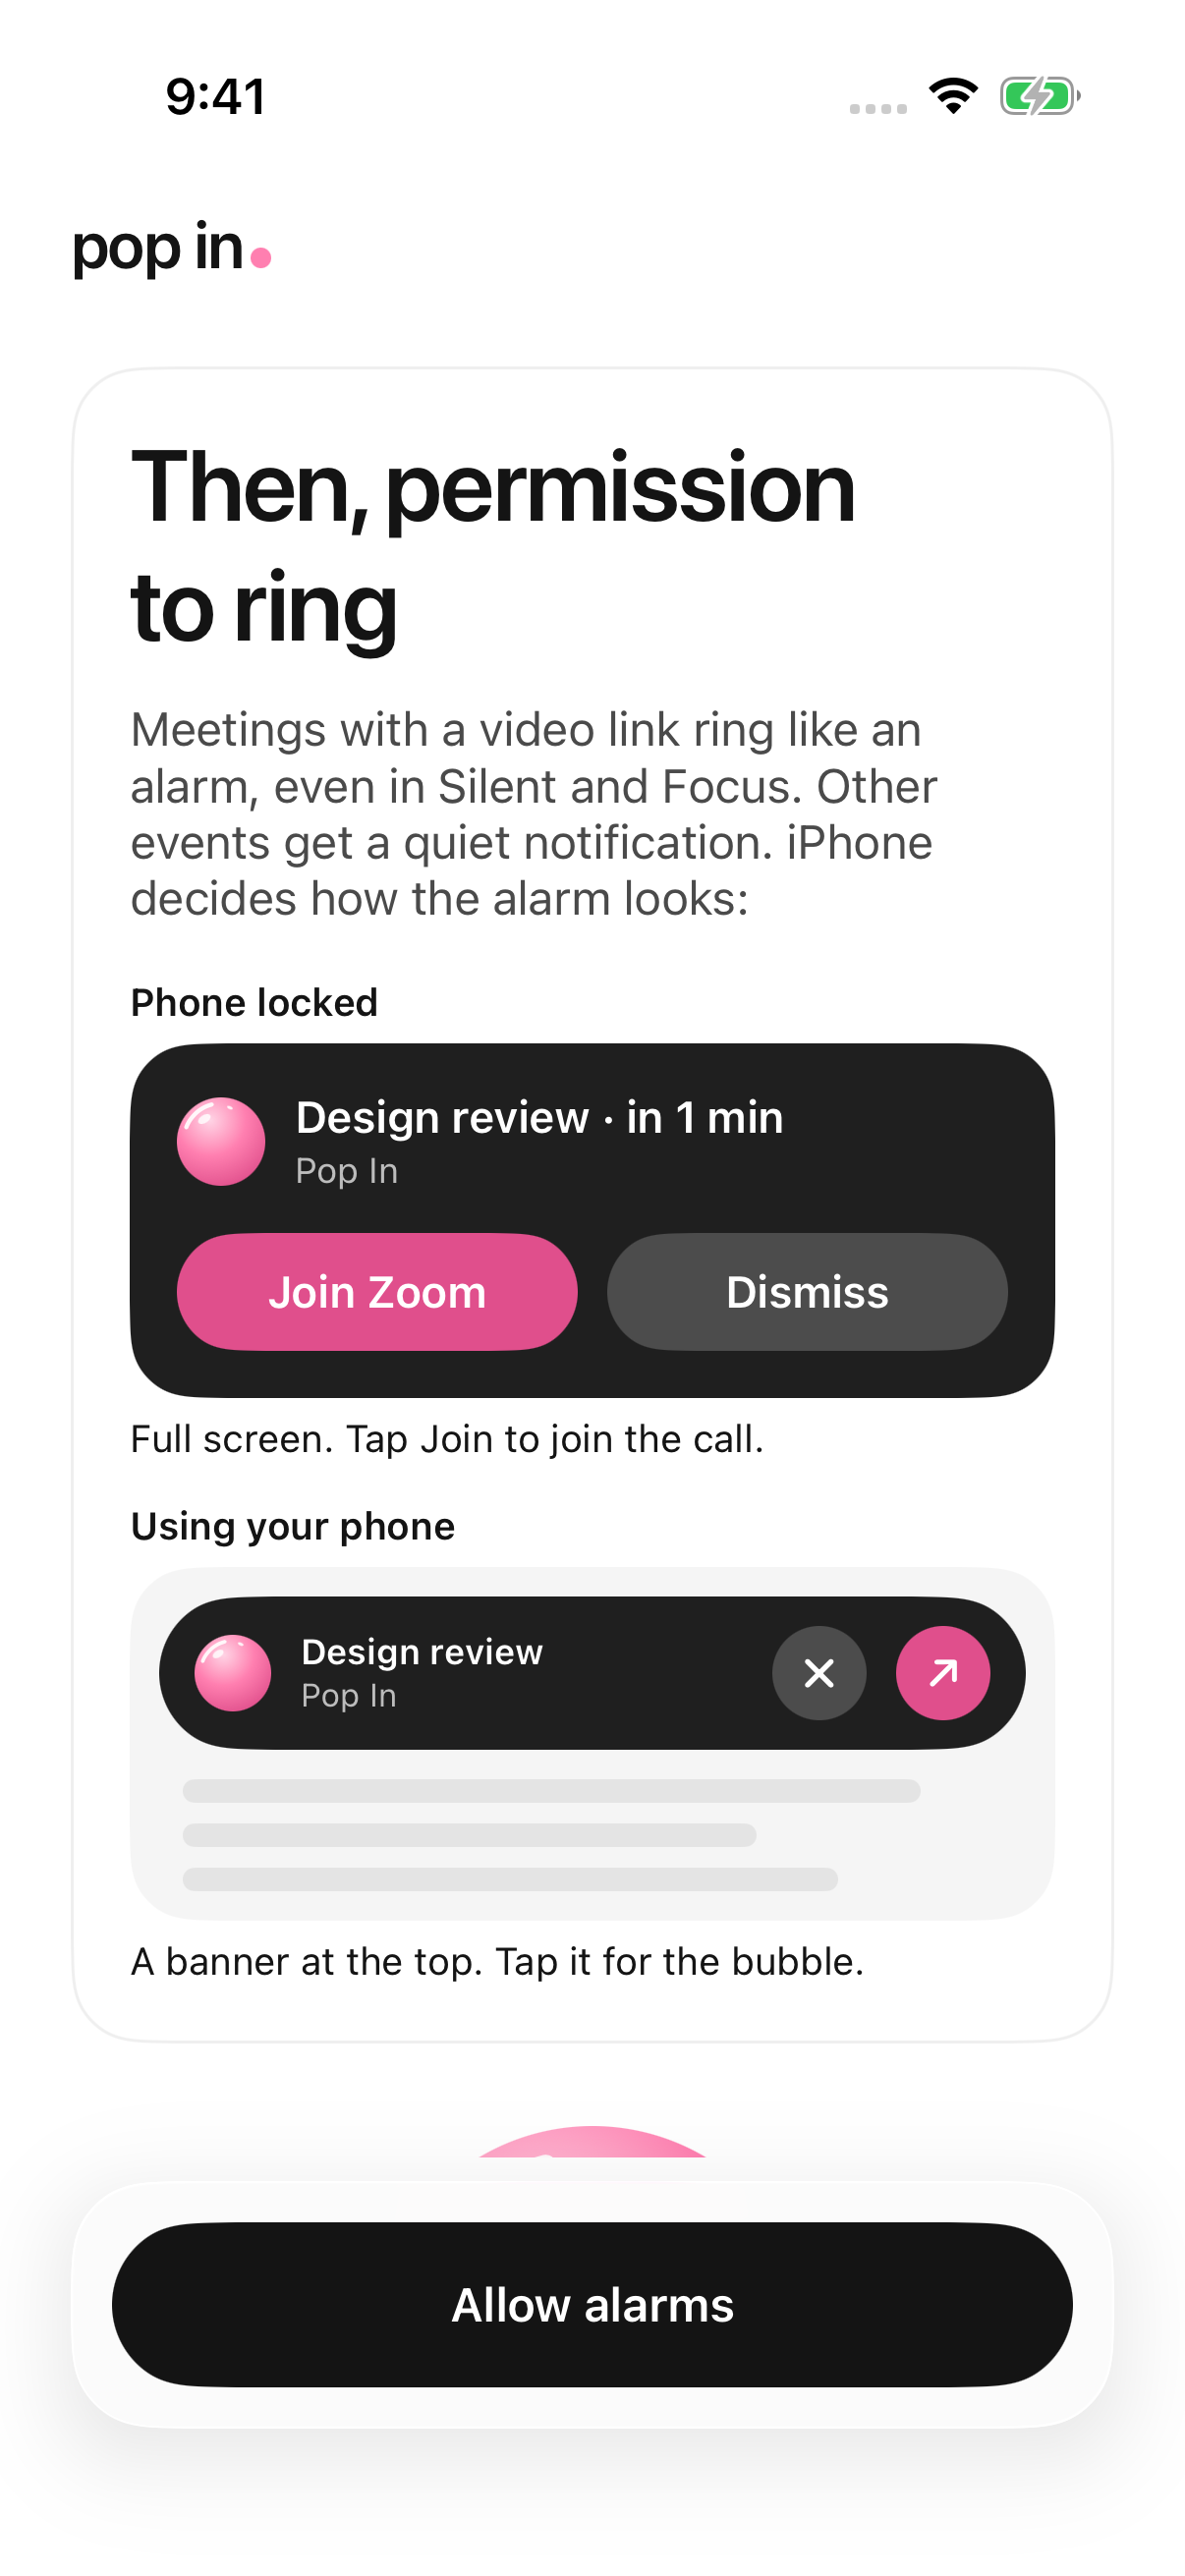 9:41
pop in
Then, permission
to ring
Meetings with a video link ring like an
alarm, even in Silent and Focus. Other
events get a quiet notification. iPhone
decides how the alarm looks:
Phone locked
Design review · in 1 min
Pop In
Join Zoom
Dismiss
Full screen. Tap Join to join the call.
Using your phone
Design review
Pop In
A banner at the top. Tap it for the bubble.
Allow alarms